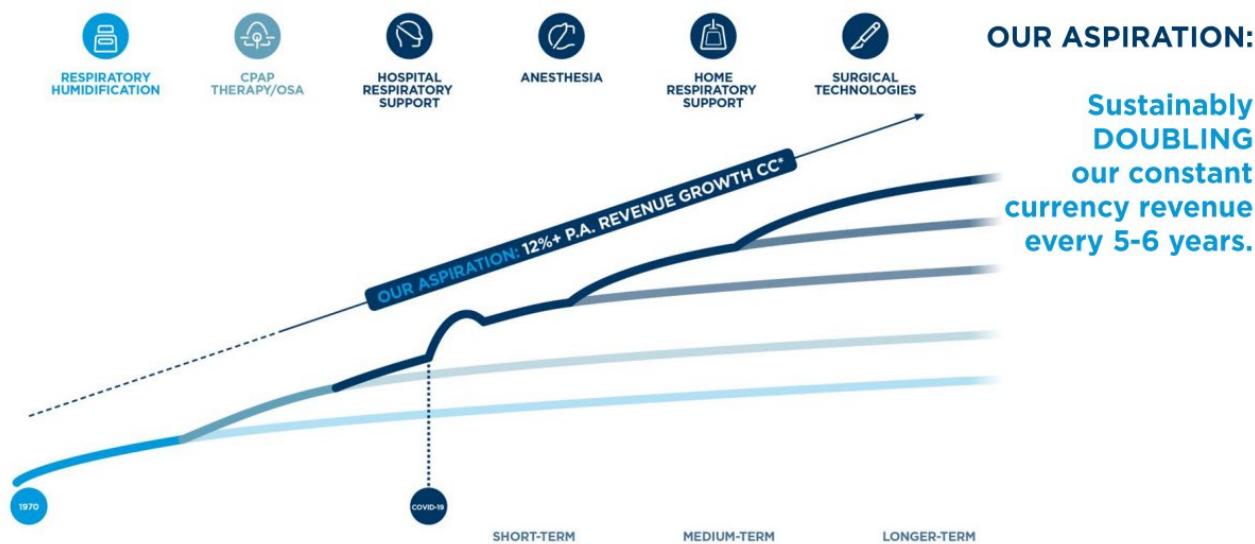 RESPIRATORY
HUMIDIFICATION
CPAP
THERAPY/OSA
HOSPITAL
RESPIRATORY
SUPPORT
ANESTHESIA
HOME
RESPIRATORY
SUPPORT
SURGICAL
TECHNOLOGIES
OUR ASPIRATION:
Sustainably
DOUBLING
our constant
currency revenue
every 5-6 years.
OUR ASPIRATION: 12%+ P.A. REVENUE GROWTH CC*
1970
COVID-19
SHORT-TERM
MEDIUM-TERM
LONGER-TERM